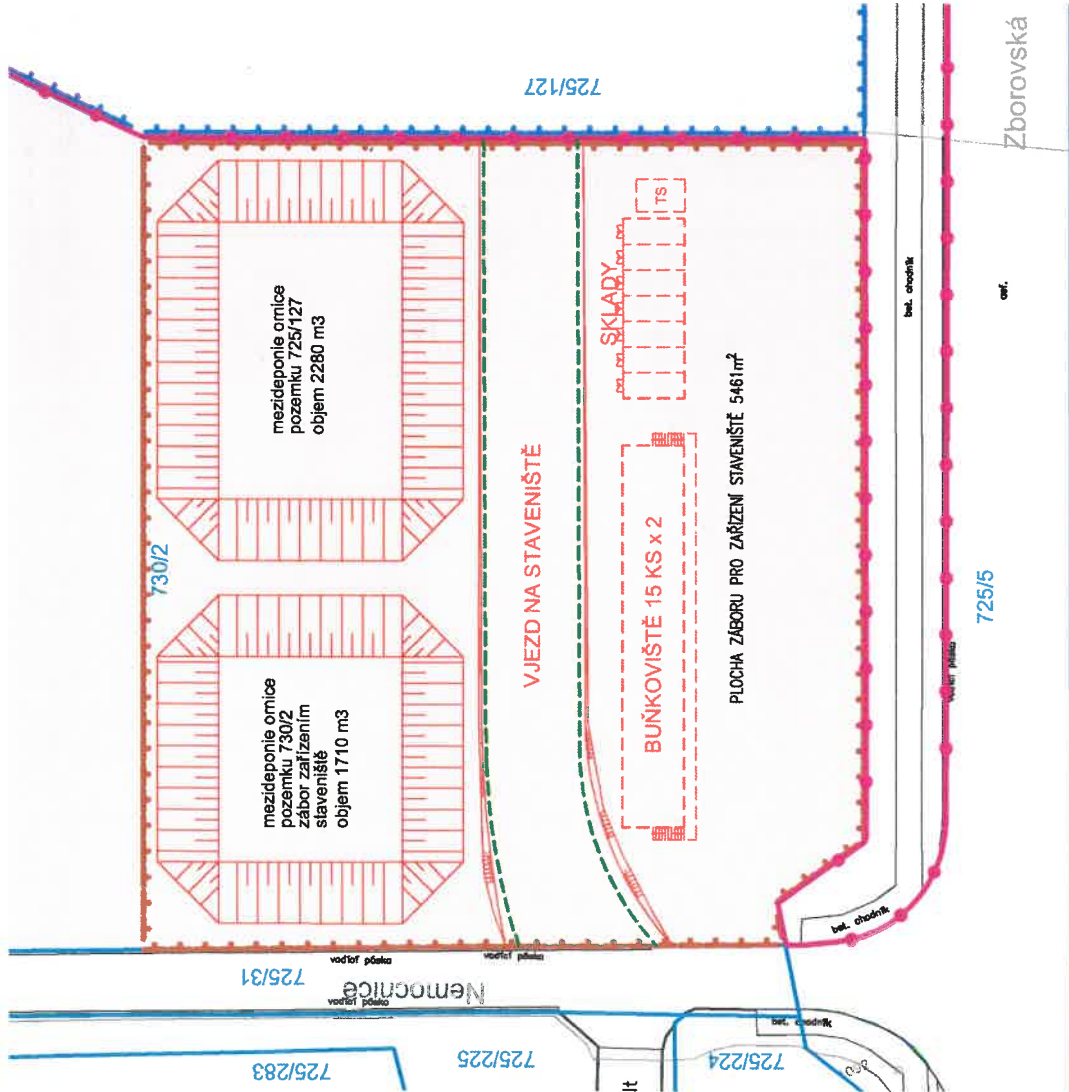 725/127
Zborovská
mezideponie ornice
pozemku 725/127
objem 2280 m3
TS
SKLADY
bet. chodník
asf.
730/2
VJEZD NA STAVENIŠTĚ
PLOCHA ZÁBORU PRO ZAŘÍZENÍ STAVENIŠTĚ 5461m²
mezideponie ornice
pozemku 730/2
zábor zařízením
staveniště
objem 1710 m3
BUŇKOVIŠTĚ 15 KS x 2
725/5
vodící páska
bet. chodník
vodící páska
vodící páska
725/31
Nemocnice
vodící páska
bet. chodník
725/283
725/225
725/224
lt